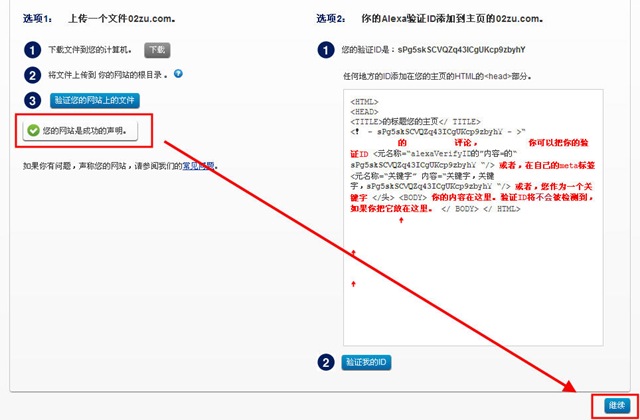 选项1： 上传一个文件02zu.com。
1 下载文件到您的计算机。 下载
2 将文件上传到 你的网站的根目录 。 ?
3 验证您的网站上的文件
您的网站是成功的声明。
如果你有问题，声称您的网站，请参阅我们的常见问题。
选项2： 你的Alexa验证ID添加到主页的02zu.com。
1 您的验证ID是：sPg5skSCVQZq43ICgUKcp9zbyhY
任何地方的ID添加在您的主页的HTML的<head>部分。
<HTML>
<HEAD>
<TITLE>的标题您的主页</ TITLE>
<! - sPg5skSCVQZq43ICgUKcp9zbyhY - >“
的 评论， 你可以把你的验
证ID <元名称=“alexaVerifyID的”内容=的“
sPg5skSCVQZq43ICgUKcp9zbyhY “/> 或者，在自己的meta标签
<元名称=“关键字” 内容=“关键字，关键
字，sPg5skSCVQZq43ICgUKcp9zbyhY “/> 或者，您作为一个关
键字 </头> <BODY> 你的内容在这里。验证ID将不会被检测到，
如果你把它放在这里。 </ BODY> </ HTML>
2 验证我的ID
继续